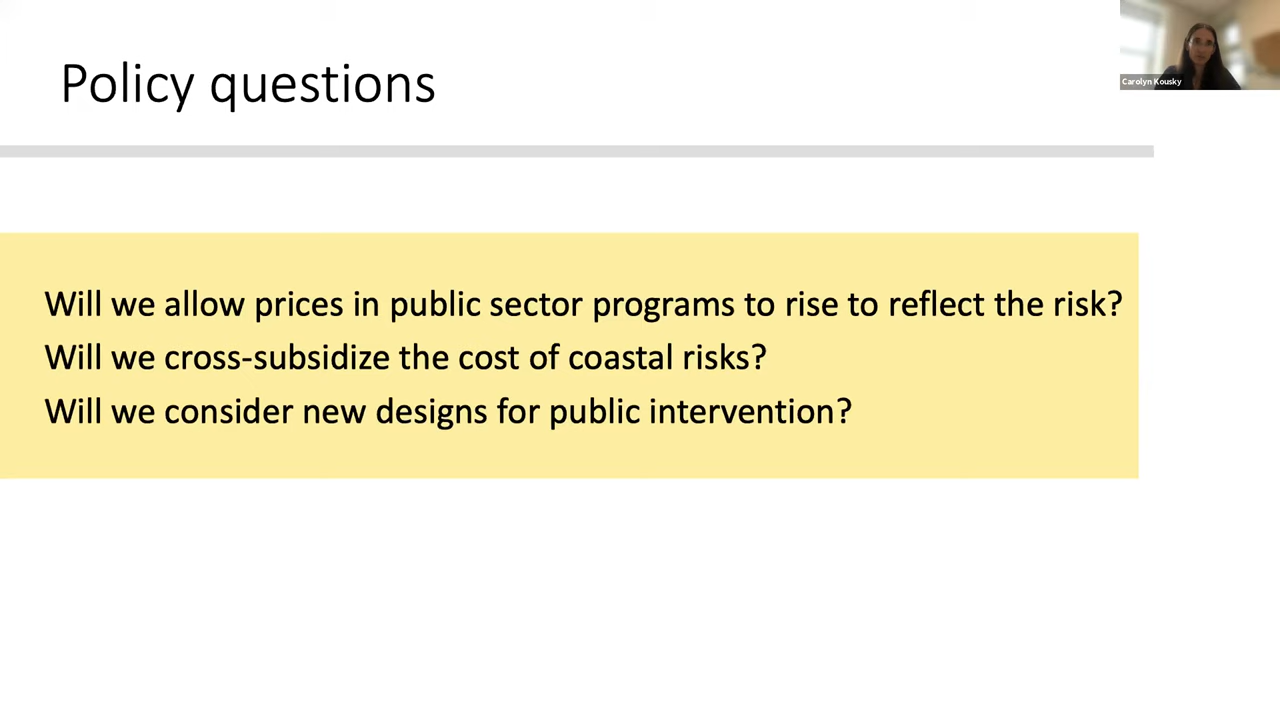 Policy questions
Carolyn Kousky
Will we allow prices in public sector programs to rise to reflect the risk?
Will we cross-subsidize the cost of coastal risks?
Will we consider new designs for public intervention?